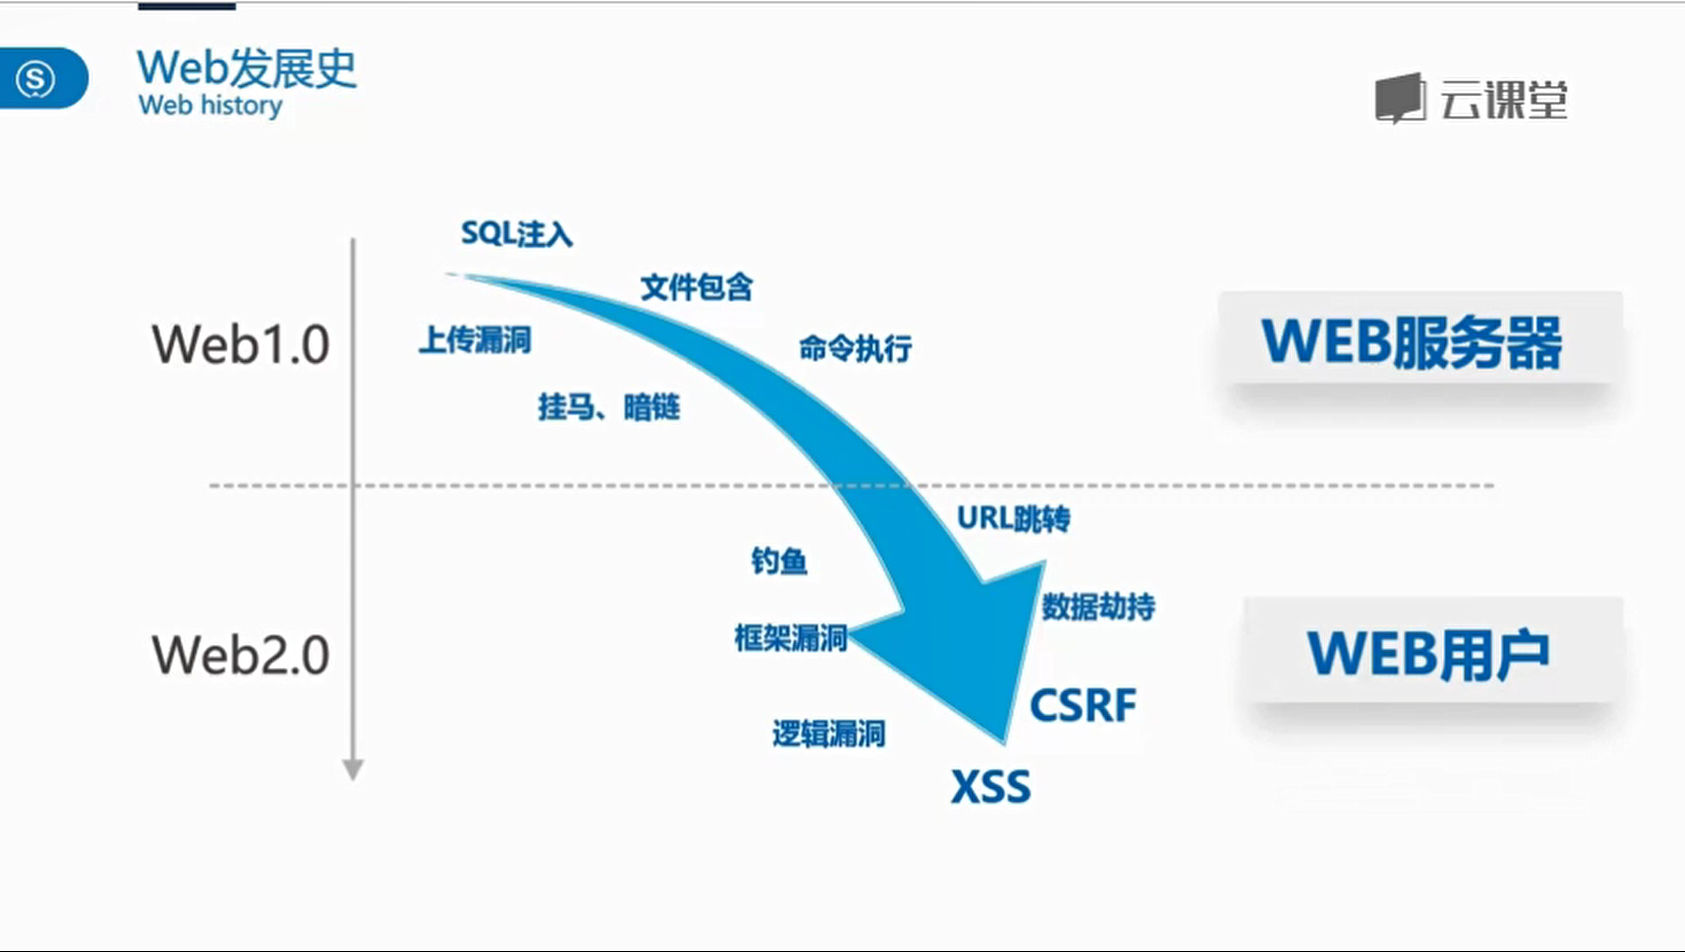 Web发展史
Web history
云课堂
SQL注入
文件包含
Web1.0
上传漏洞
命令执行
WEB服务器
挂马、暗链
URL跳转
钓鱼
数据劫持
框架漏洞
Web2.0
WEB用户
CSRF
逻辑漏洞
XSS